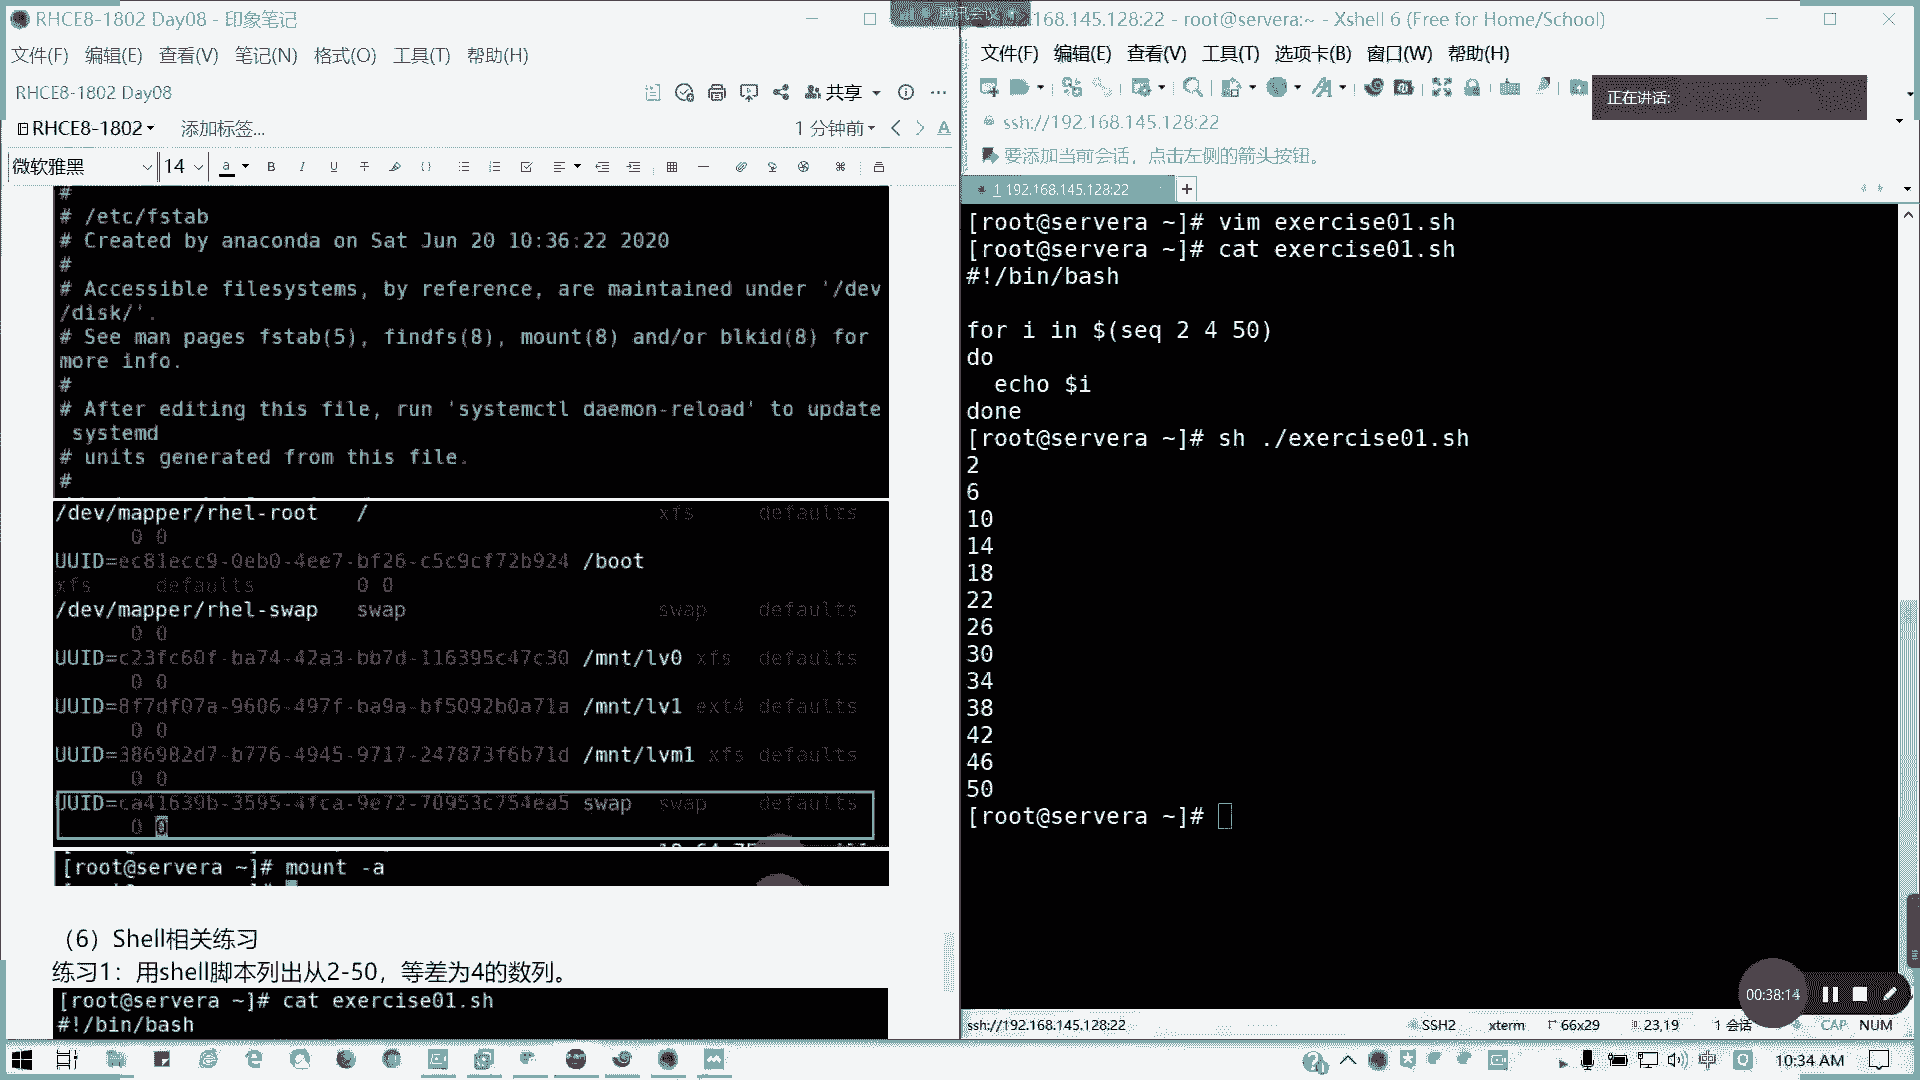 RHCE8-1802 Day08 - 印象笔记
文件(F) 编辑(E) 查看(V) 笔记(N) 格式(O) 工具(T) 帮助(H)
RHCE8-1802 Day08
共享
RHCE8-1802
添加标签...
1 分钟前
微软雅黑
14
#
# /etc/fstab
# Created by anaconda on Sat Jun 20 10:36:22 2020
#
# Accessible filesystems, by reference, are maintained under '/dev
/disk/'.
# See man pages fstab(5), findfs(8), mount(8) and/or blkid(8) for
more info.
#
# After editing this file, run 'systemctl daemon-reload' to update
systemd
# units generated from this file.
#
/dev/mapper/rhel-root / xfs defaults
0 0
UUID=ec81ecc9-0eb0-4ee7-bf26-c5c9cf72b924 /boot
xfs defaults 0 0
/dev/mapper/rhel-swap swap swap defaults
0 0
UUID=c23fc60f-ba74-42a3-bb7d-116395c47c30 /mnt/lv0 xfs defaults
0 0
UUID=8f7df07a-9606-497f-ba9a-bf5092b0a71a /mnt/lv1 ext4 defaults
0 0
UUID=386982d7-b776-4945-9717-247873f6b71d /mnt/lvm1 xfs defaults
0 0
UUID=ca41639b-3595-4fca-9e72-70953c754ea5 swap swap defaults
0 0
[root@servera ~]# mount -a
（6）Shell相关练习
练习1：用shell脚本列出从2-50，等差为4的数列。
[root@servera ~]# cat exercise01.sh
#!/bin/bash
腾讯会议
168.145.128:22 - root@servera:~ - Xshell 6 (Free for Home/School)
文件(F) 编辑(E) 查看(V) 工具(T) 选项卡(B) 窗口(W) 帮助(H)
正在讲话:
ssh://192.168.145.128:22
要添加当前会话，点击左侧的箭头按钮。
1 192.168.145.128:22
[root@servera ~]# vim exercise01.sh
[root@servera ~]# cat exercise01.sh
#!/bin/bash
for i in $(seq 2 4 50)
do
echo $i
done
[root@servera ~]# sh ./exercise01.sh
2
6
10
14
18
22
26
30
34
38
42
46
50
[root@servera ~]#
00:38:14
ssh://192.168.145.128:22
SSH2
xterm
66x29
23,19
1 会话
CAP
NUM
中
10:34 AM